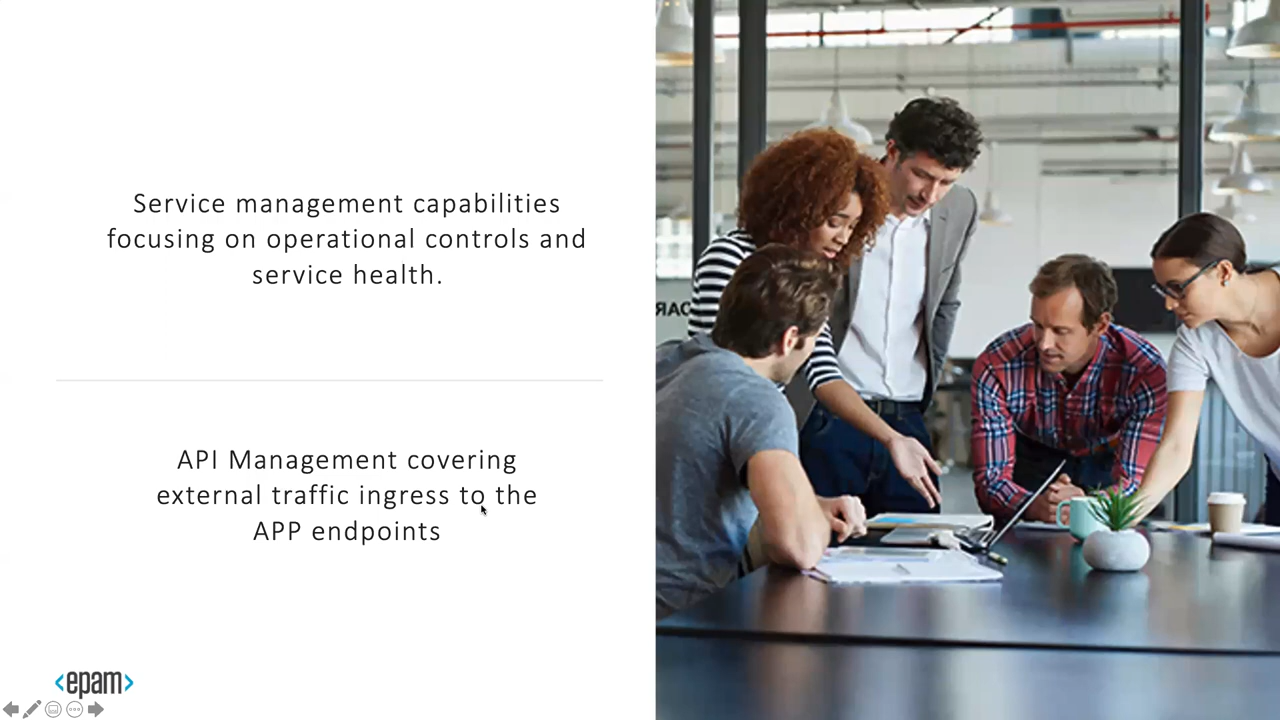 Service management capabilities
focusing on operational controls and
service health.
API Management covering
external traffic ingress to the
APP endpoints
<epam>